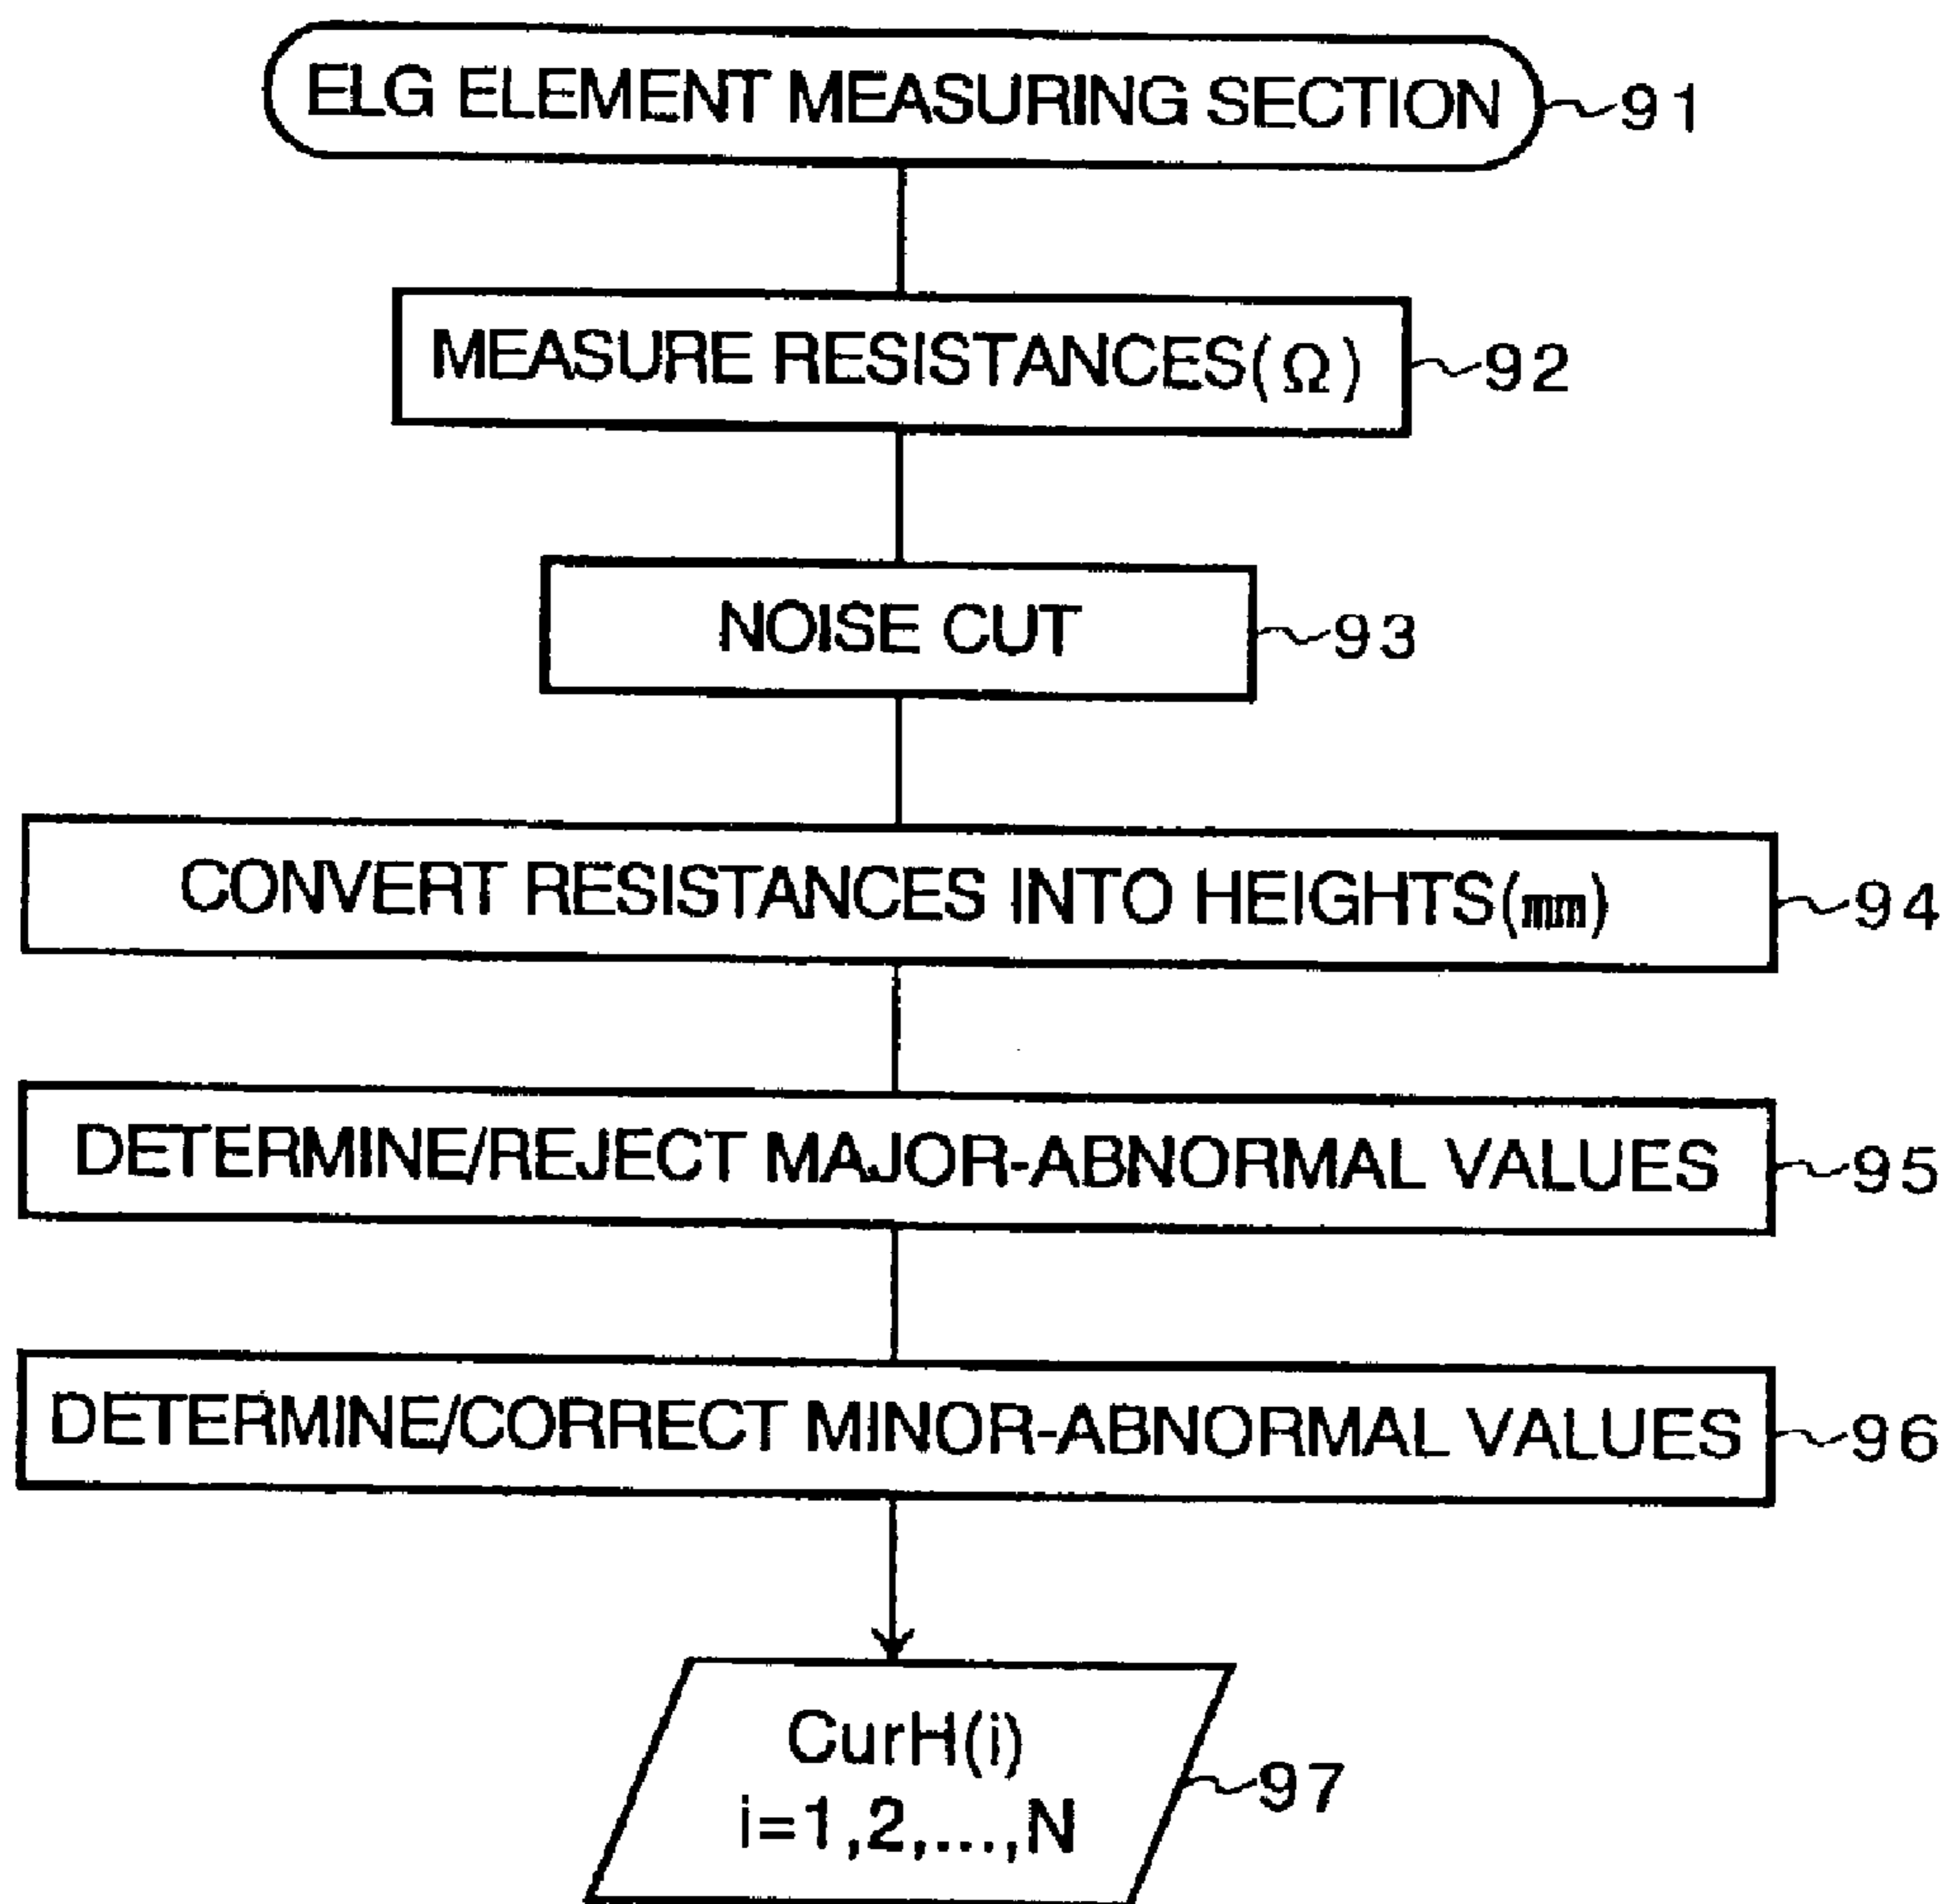 ELG ELEMENT MEASURING SECTION 91
MEASURE RESISTANCES(Ω) 92
NOISE CUT 93
CONVERT RESISTANCES INTO HEIGHTS(mm) 94
DETERMINE/REJECT MAJOR-ABNORMAL VALUES 95
DETERMINE/CORRECT MINOR-ABNORMAL VALUES 96
CurH(i)
i=1,2,...,N
97